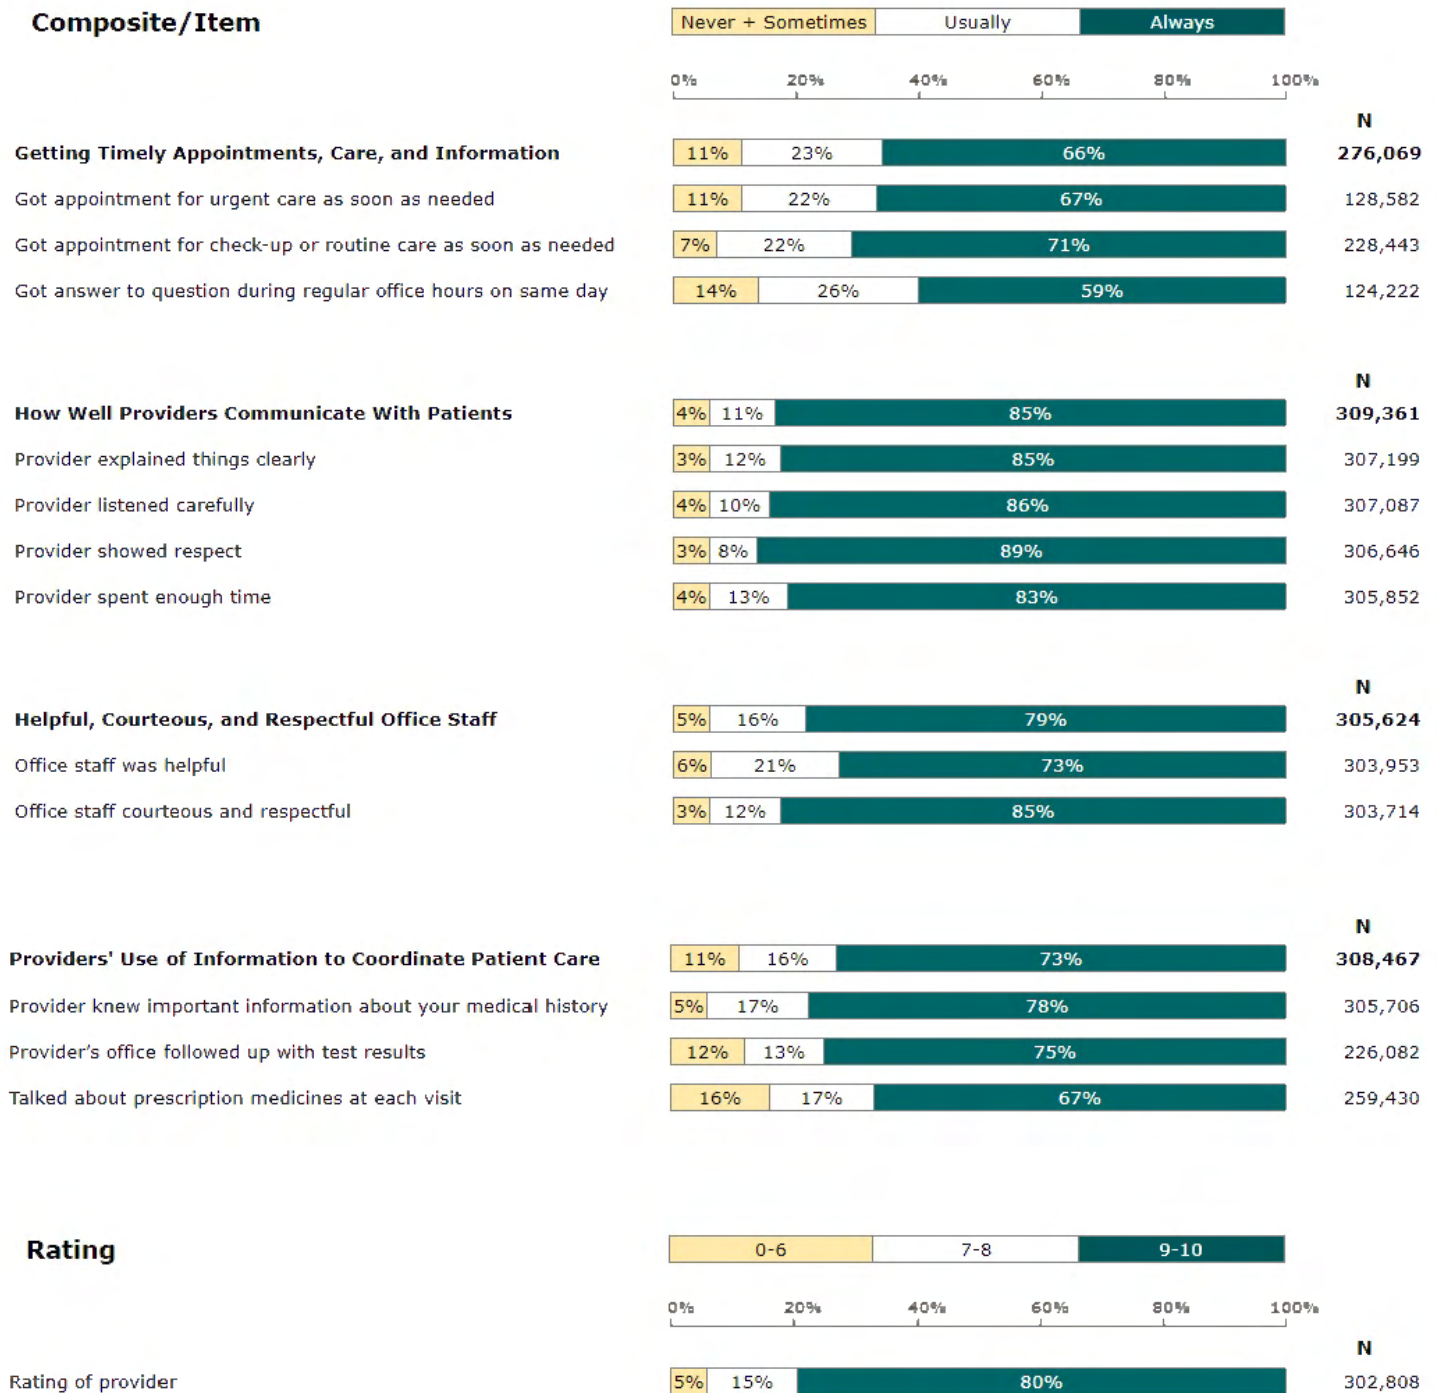 Composite/Item Never + Sometimes Usually Always
0% 20% 40% 60% 80% 100%
N
Getting Timely Appointments, Care, and Information 11% 23% 66% 276,069
Got appointment for urgent care as soon as needed 11% 22% 67% 128,582
Got appointment for check-up or routine care as soon as needed 7% 22% 71% 228,443
Got answer to question during regular office hours on same day 14% 26% 59% 124,222
N
How Well Providers Communicate With Patients 4% 11% 85% 309,361
Provider explained things clearly 3% 12% 85% 307,199
Provider listened carefully 4% 10% 86% 307,087
Provider showed respect 3% 8% 89% 306,646
Provider spent enough time 4% 13% 83% 305,852
N
Helpful, Courteous, and Respectful Office Staff 5% 16% 79% 305,624
Office staff was helpful 6% 21% 73% 303,953
Office staff courteous and respectful 3% 12% 85% 303,714
N
Providers' Use of Information to Coordinate Patient Care 11% 16% 73% 308,467
Provider knew important information about your medical history 5% 17% 78% 305,706
Provider’s office followed up with test results 12% 13% 75% 226,082
Talked about prescription medicines at each visit 16% 17% 67% 259,430
Rating 0-6 7-8 9-10
0% 20% 40% 60% 80% 100%
N
Rating of provider 5% 15% 80% 302,808